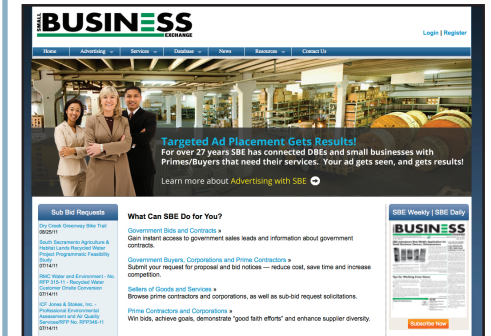 SMALL
BUSINESS
EXCHANGE
Login | Register
Home Advertising Services Database News Resources Contact Us
Targeted Ad Placement Gets Results!
For over 27 years SBE has connected DBEs and small businesses with
Primes/Buyers that need their services. Your ad gets seen, and gets results!
Learn more about Advertising with SBE
Sub Bid Requests
Dry Creek Greenway Bike Trail
08/25/11
South Sacramento Agriculture &
Habitat Lands Recycled Water
Project Programmatic Feasibility
Study
07/14/11
RMC Water and Environment - No.
RFP 315-11 - Recycled Water
Customer Onsite Conversion
07/14/11
ICF Jones & Stokes, Inc. -
Professional Environmental
Assessment and Air Quality
Services/RFP No. RFP346-11
07/14/11
What Can SBE Do for You?
Government Bids and Contracts »
Gain instant access to government sales leads and information about government
contracts.
Government Buyers, Corporations and Prime Contractors »
Submit your request for proposal and bid notices — reduce cost, save time and increase
competition.
Sellers of Goods and Services »
Browse prime contractors and corporations, as well as sub-bid request solicitations.
Prime Contractors and Corporations »
Win bids, achieve goals, demonstrate "good faith efforts" and enhance supplier diversity.
SBE Weekly | SBE Daily
BUSINESS
Subscribe Now